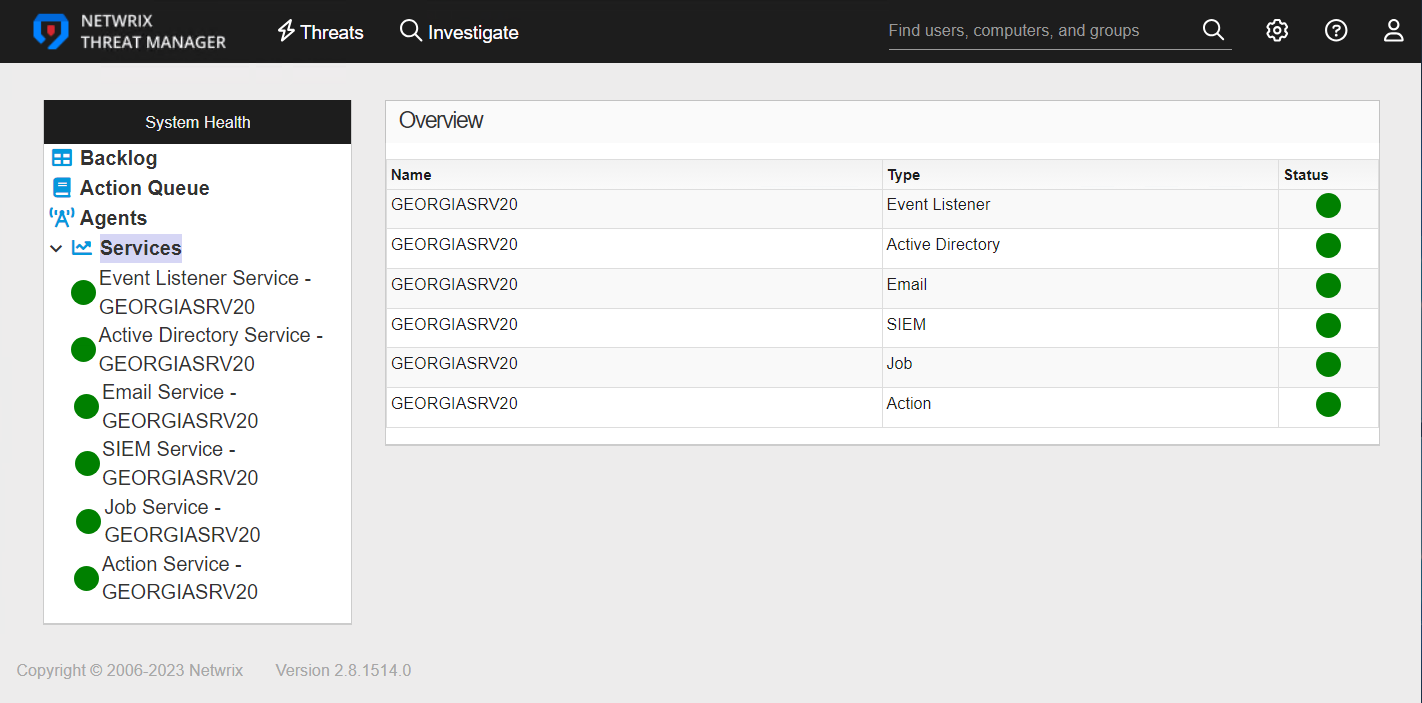 NETWRIX
THREAT MANAGER
Threats
Investigate
Find users, computers, and groups
System Health
Backlog
Action Queue
Agents
Services
Event Listener Service -
GEORGIASRV20
Active Directory Service -
GEORGIASRV20
Email Service -
GEORGIASRV20
SIEM Service -
GEORGIASRV20
Job Service -
GEORGIASRV20
Action Service -
GEORGIASRV20
Overview
Name Type Status
GEORGIASRV20 Event Listener
GEORGIASRV20 Active Directory
GEORGIASRV20 Email
GEORGIASRV20 SIEM
GEORGIASRV20 Job
GEORGIASRV20 Action
Copyright © 2006-2023 Netwrix Version 2.8.1514.0